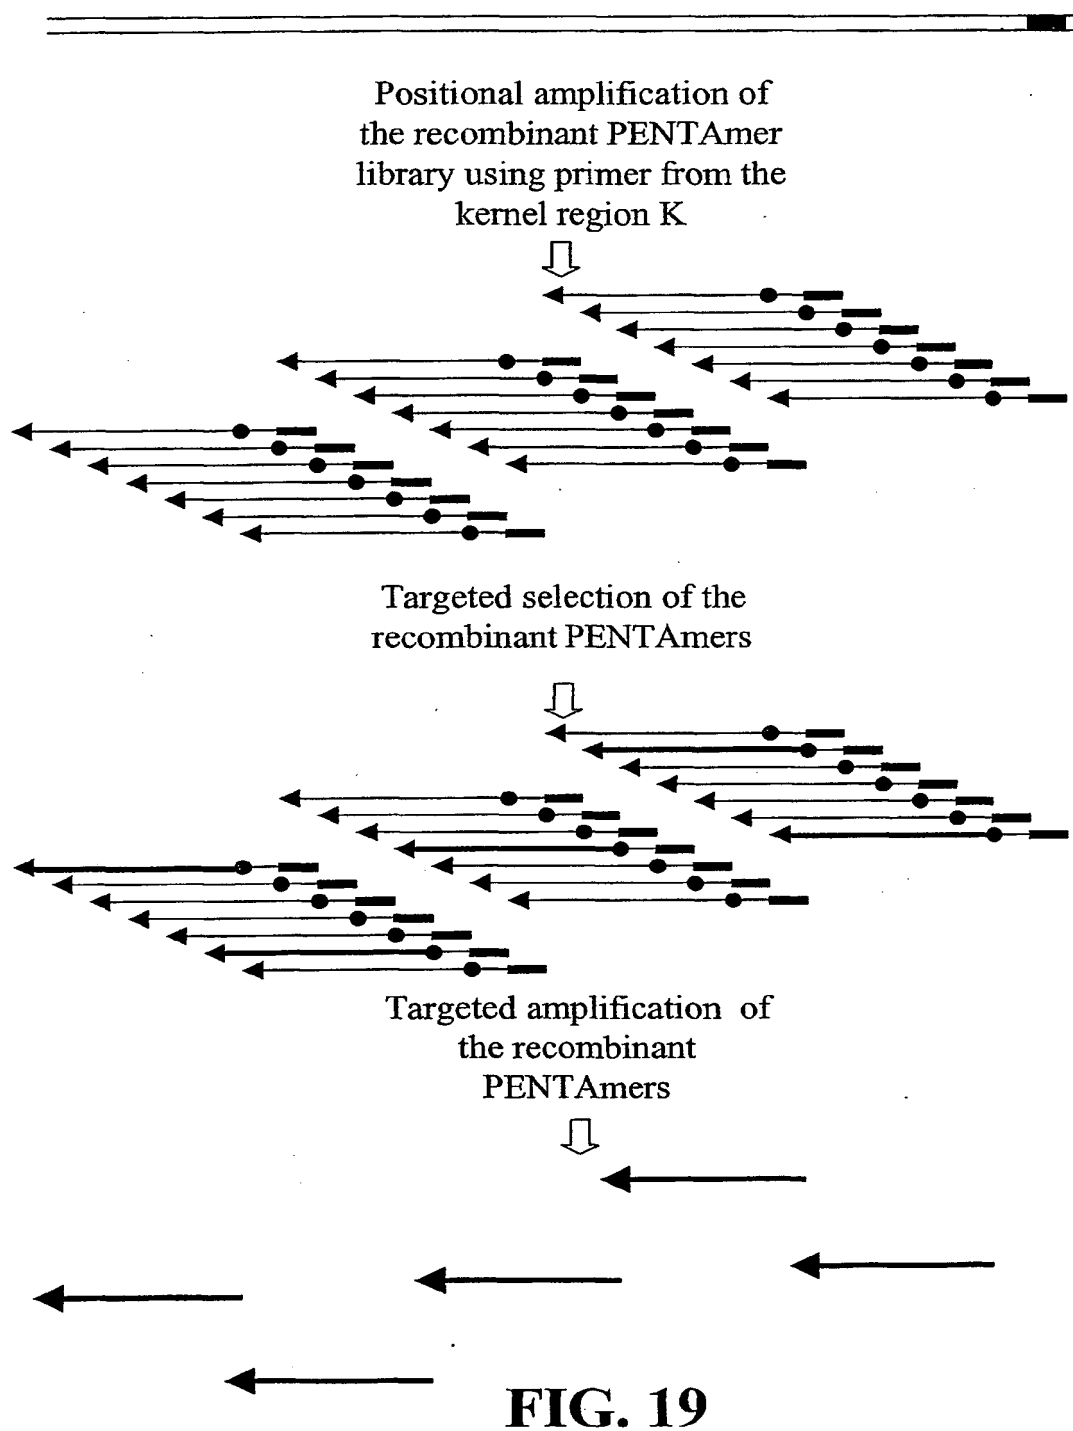 Positional amplification of
the recombinant PENTAmer
library using primer from the
kernel region K
Targeted selection of the
recombinant PENTAmers
Targeted amplification of
the recombinant
PENTAmers
FIG. 19